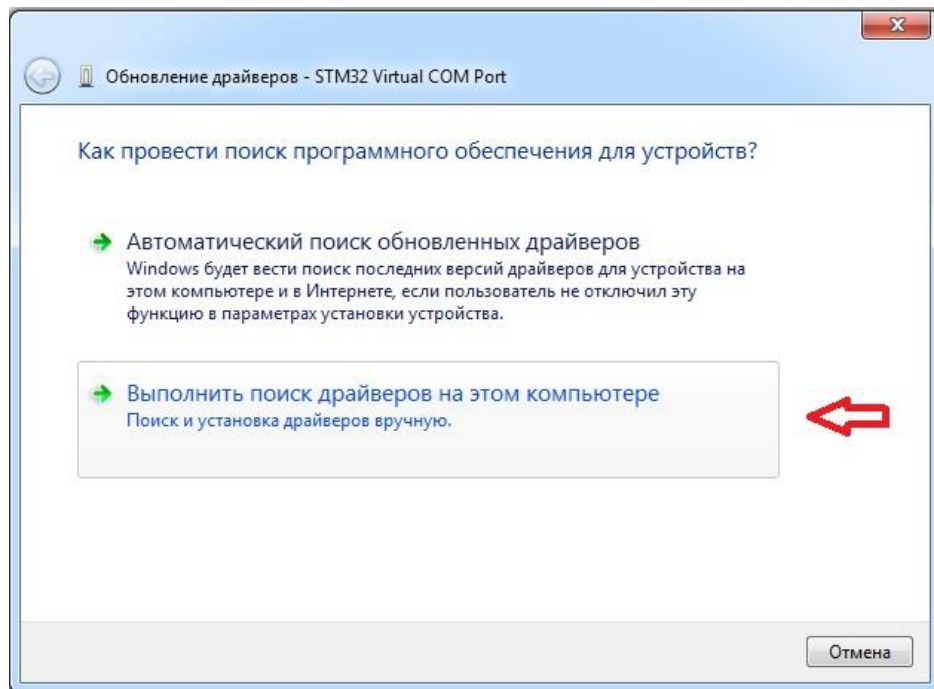 Обновление драйверов - STM32 Virtual COM Port
Как провести поиск программного обеспечения для устройств?
Автоматический поиск обновленных драйверов
Windows будет вести поиск последних версий драйверов для устройства на
этом компьютере и в Интернете, если пользователь не отключил эту
функцию в параметрах установки устройства.
Выполнить поиск драйверов на этом компьютере
Поиск и установка драйверов вручную.
Отмена